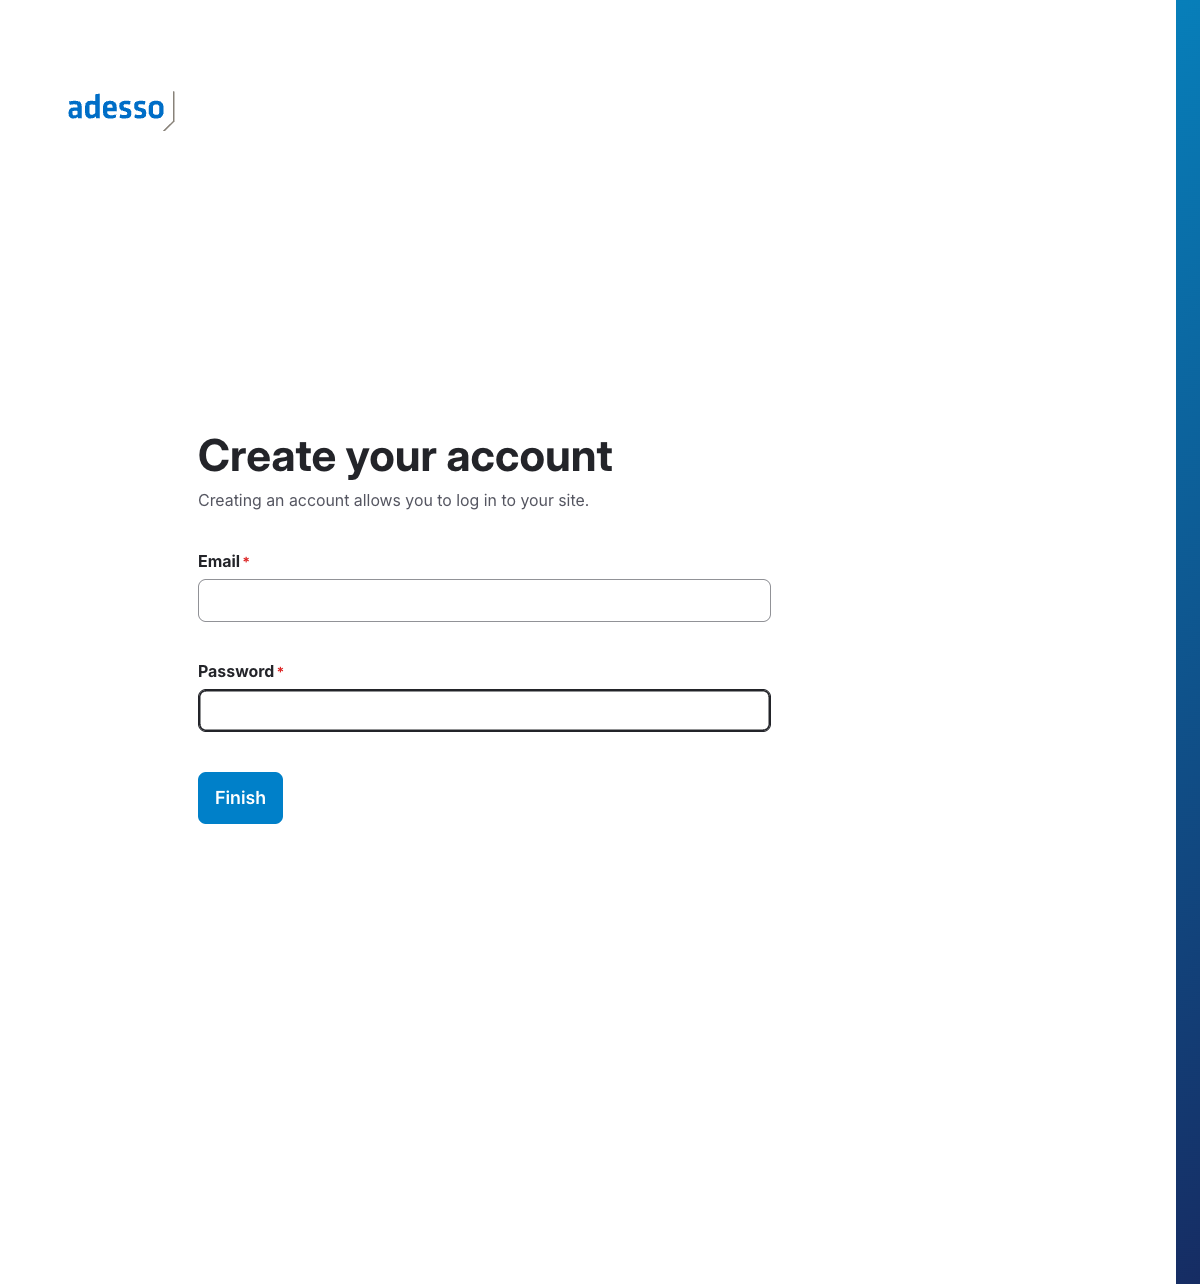 adesso
Create your account
Creating an account allows you to log in to your site.
Email *
Password *
Finish